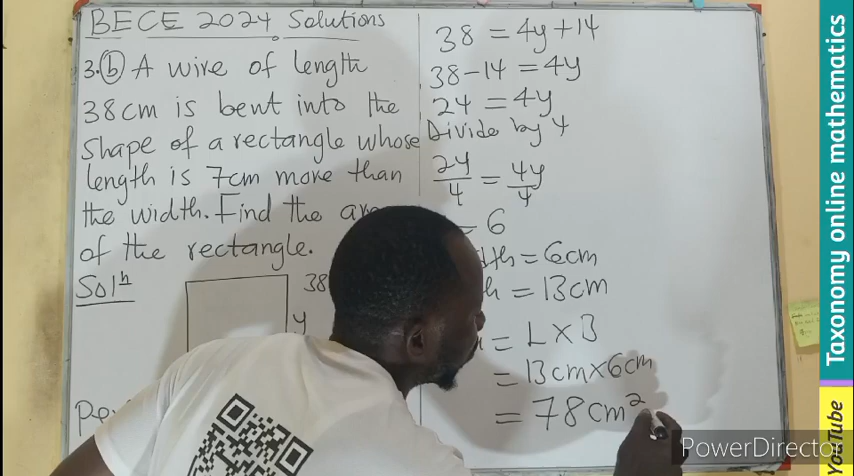 BECE 2024 Solutions
3.(b) A wire of length
38cm is bent into the
shape of a rectangle whose
length is 7cm more than
the width. Find the
of the rectangle.
Solⁿ
38
y
38 = 4y + 14
38 - 14 = 4y
24 = 4y
Divide by 4
24/4 = 4y/4
= 6
= 6cm
= 13cm
= L X B
= 13cm x 6cm
= 78cm²
Taxonomy online mathematics
YouTube
PowerDirector